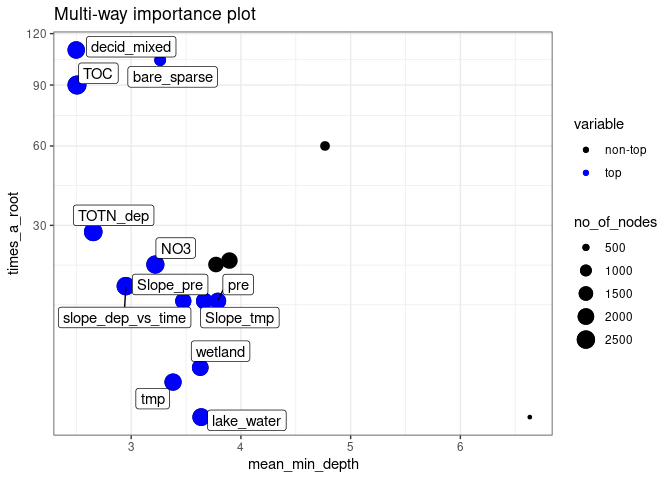 Multi-way importance plot
120
90
60
30
times_a_root
decid_mixed
TOC
bare_sparse
TOTN_dep
NO3
Slope_pre
pre
slope_dep_vs_time
Slope_tmp
wetland
tmp
lake_water
3
4
5
6
mean_min_depth
variable
non-top
top
no_of_nodes
500
1000
1500
2000
2500